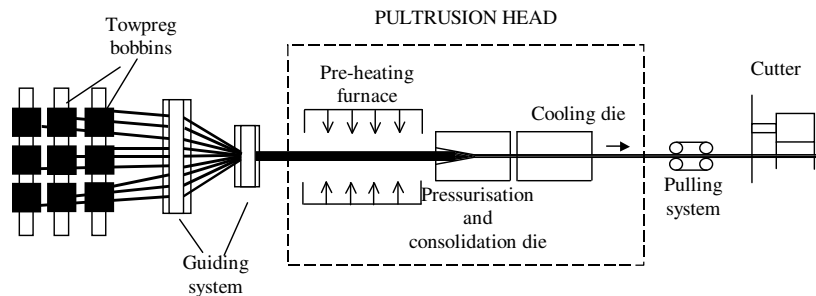 PULTRUSION HEAD
Towpreg
bobbins
Pre-heating
furnace
Cutter
Cooling die
Pressurisation
and
consolidation die
Pulling
system
Guiding
system